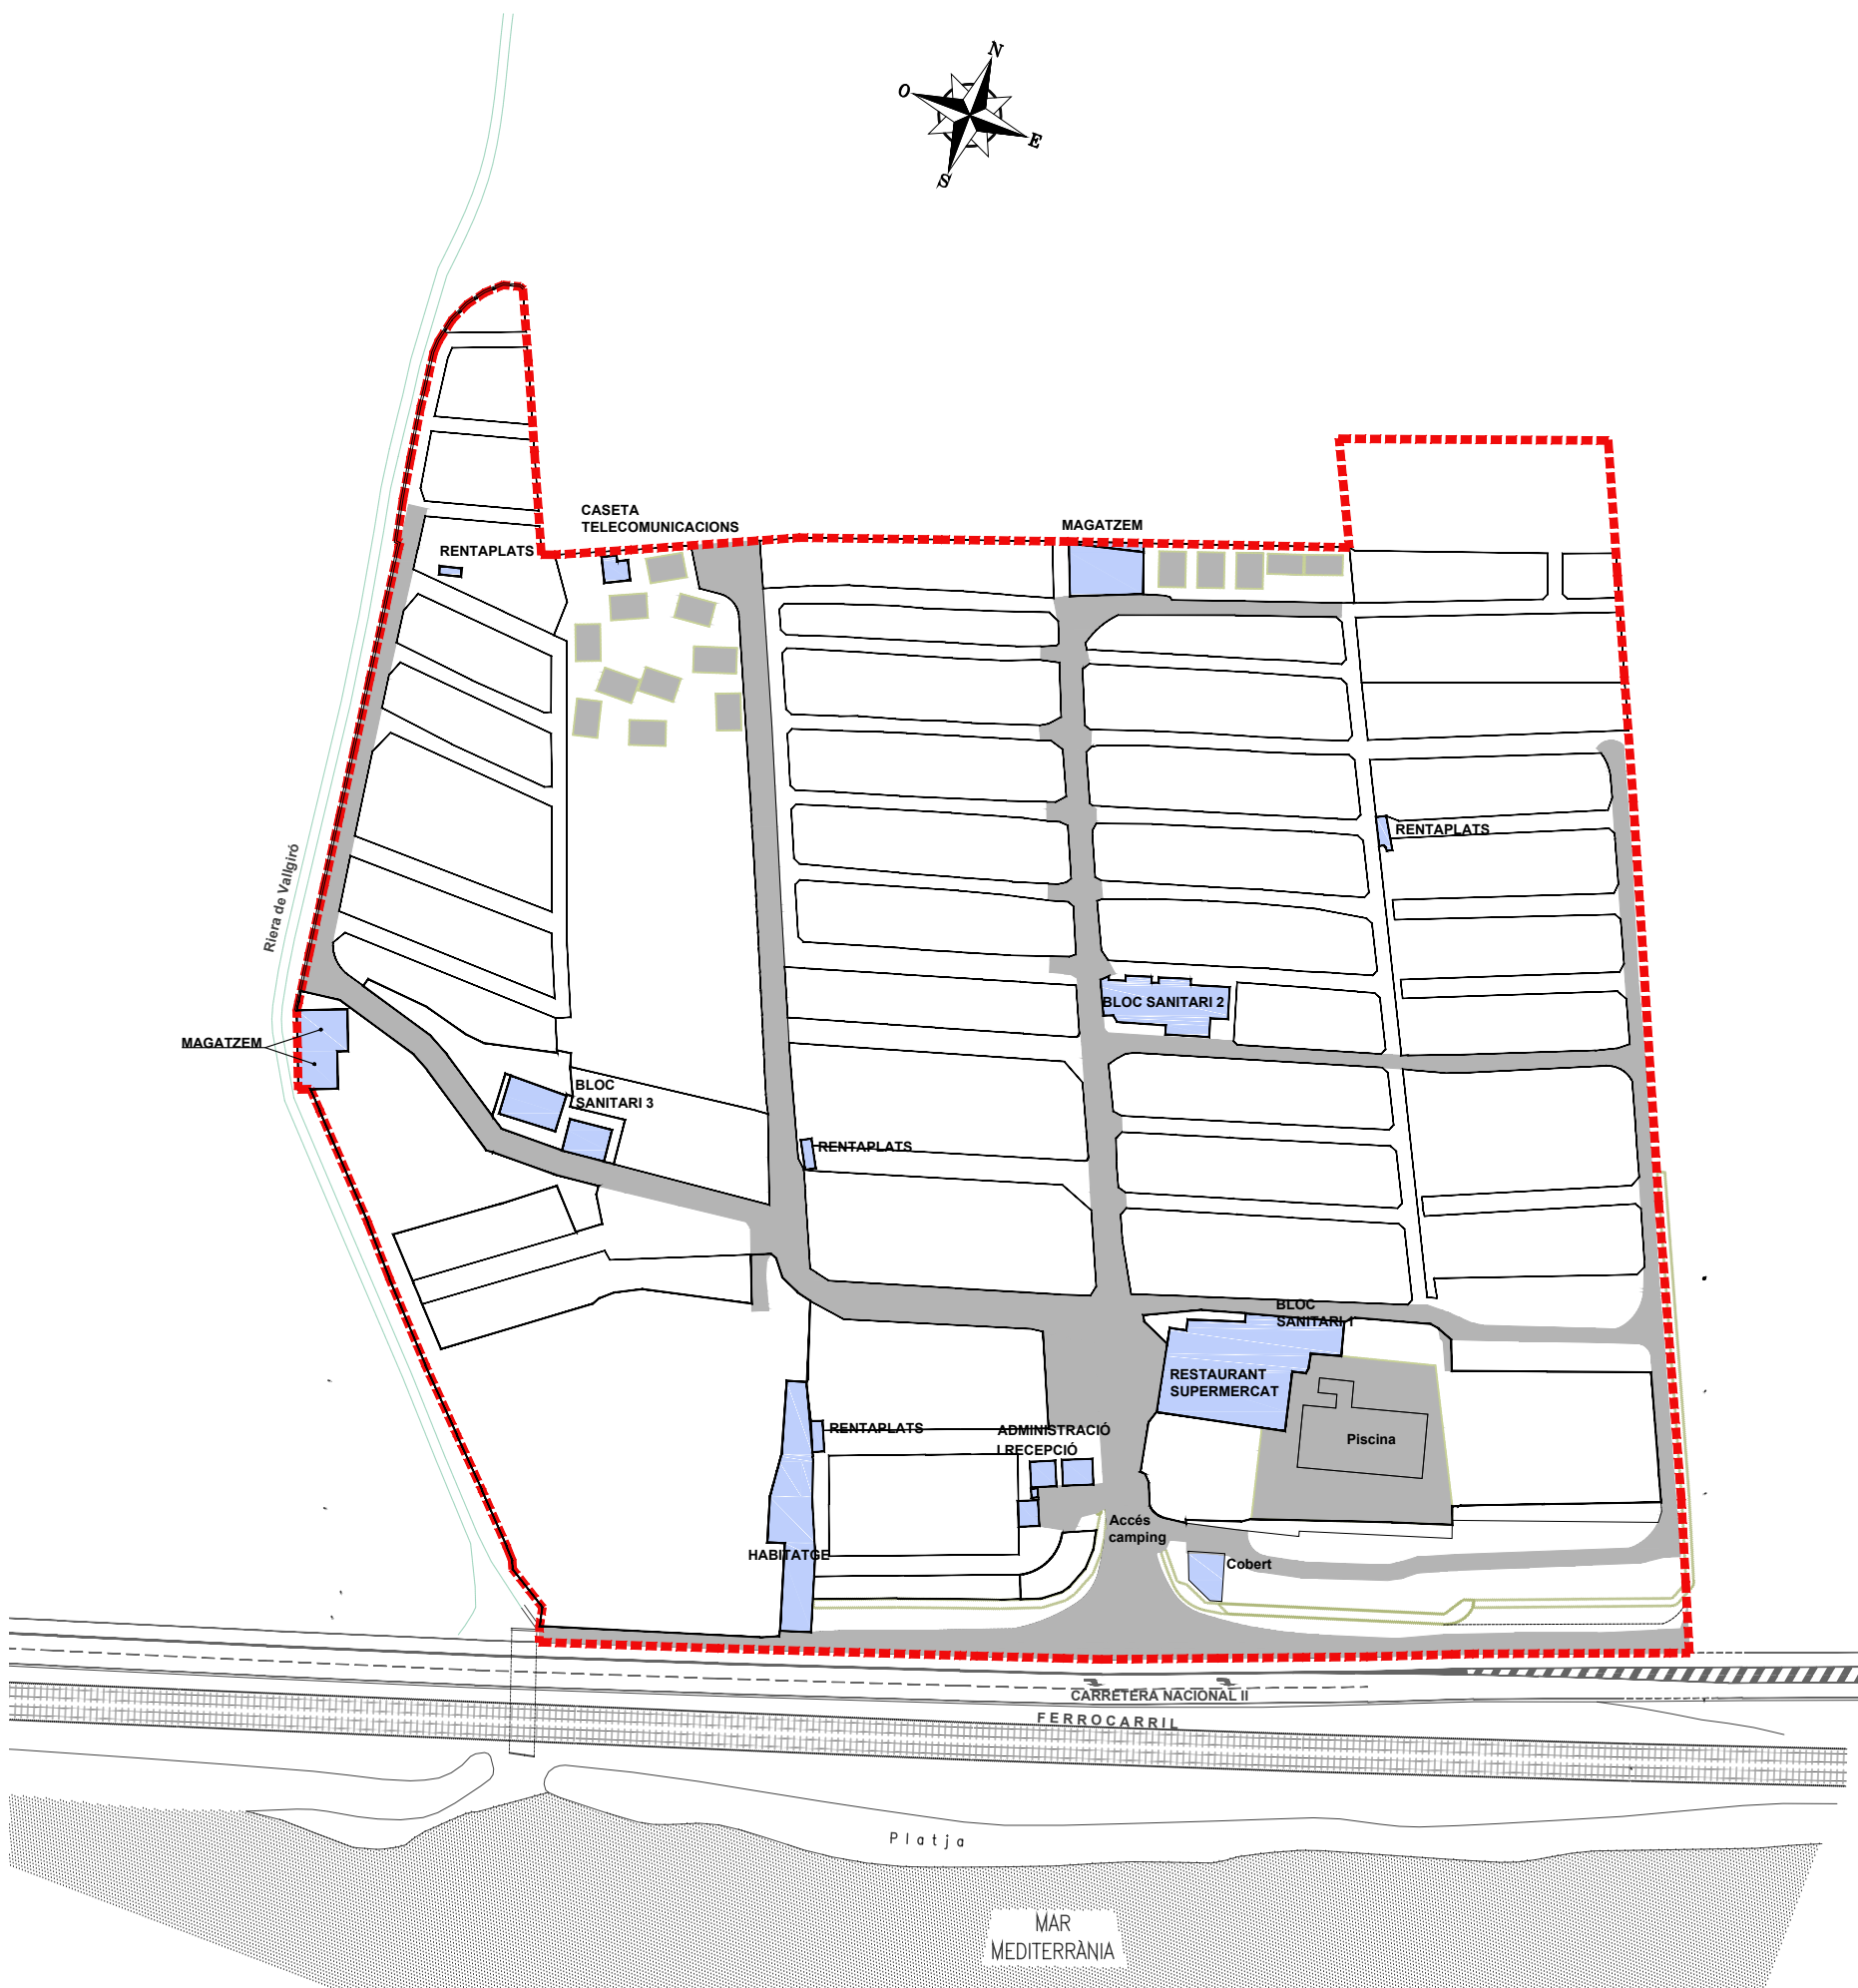 N
O
E
S
CASETA
TELECOMUNICACIONS
MAGATZEM
RENTAPLATS
RENTAPLATS
Riera de Vallgiró
BLOC SANITARI 2
MAGATZEM
BLOC
SANITARI 3
RENTAPLATS
BLOC
SANITARI 1
RESTAURANT
SUPERMERCAT
RENTAPLATS
ADMINISTRACIÓ
I RECEPCIÓ
Piscina
Accés
camping
HABITATGE
Cobert
CARRETERA NACIONAL II
FERROCARRIL
Platja
MAR
MEDITERRÀNIA